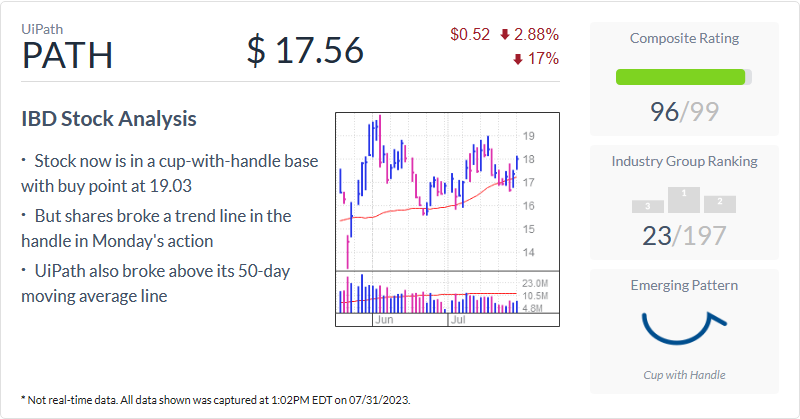 UiPath
PATH
$ 17.56
$0.52 2.88%
17%
IBD Stock Analysis
· Stock now is in a cup-with-handle base
with buy point at 19.03
· But shares broke a trend line in the
handle in Monday's action
· UiPath also broke above its 50-day
moving average line
19
18
17
16
15
14
23.0M
10.5M
4.8M
Jun Jul
Composite Rating
96/99
Industry Group Ranking
3 1 2
23/197
Emerging Pattern
Cup with Handle
* Not real-time data. All data shown was captured at 1:02PM EDT on 07/31/2023.